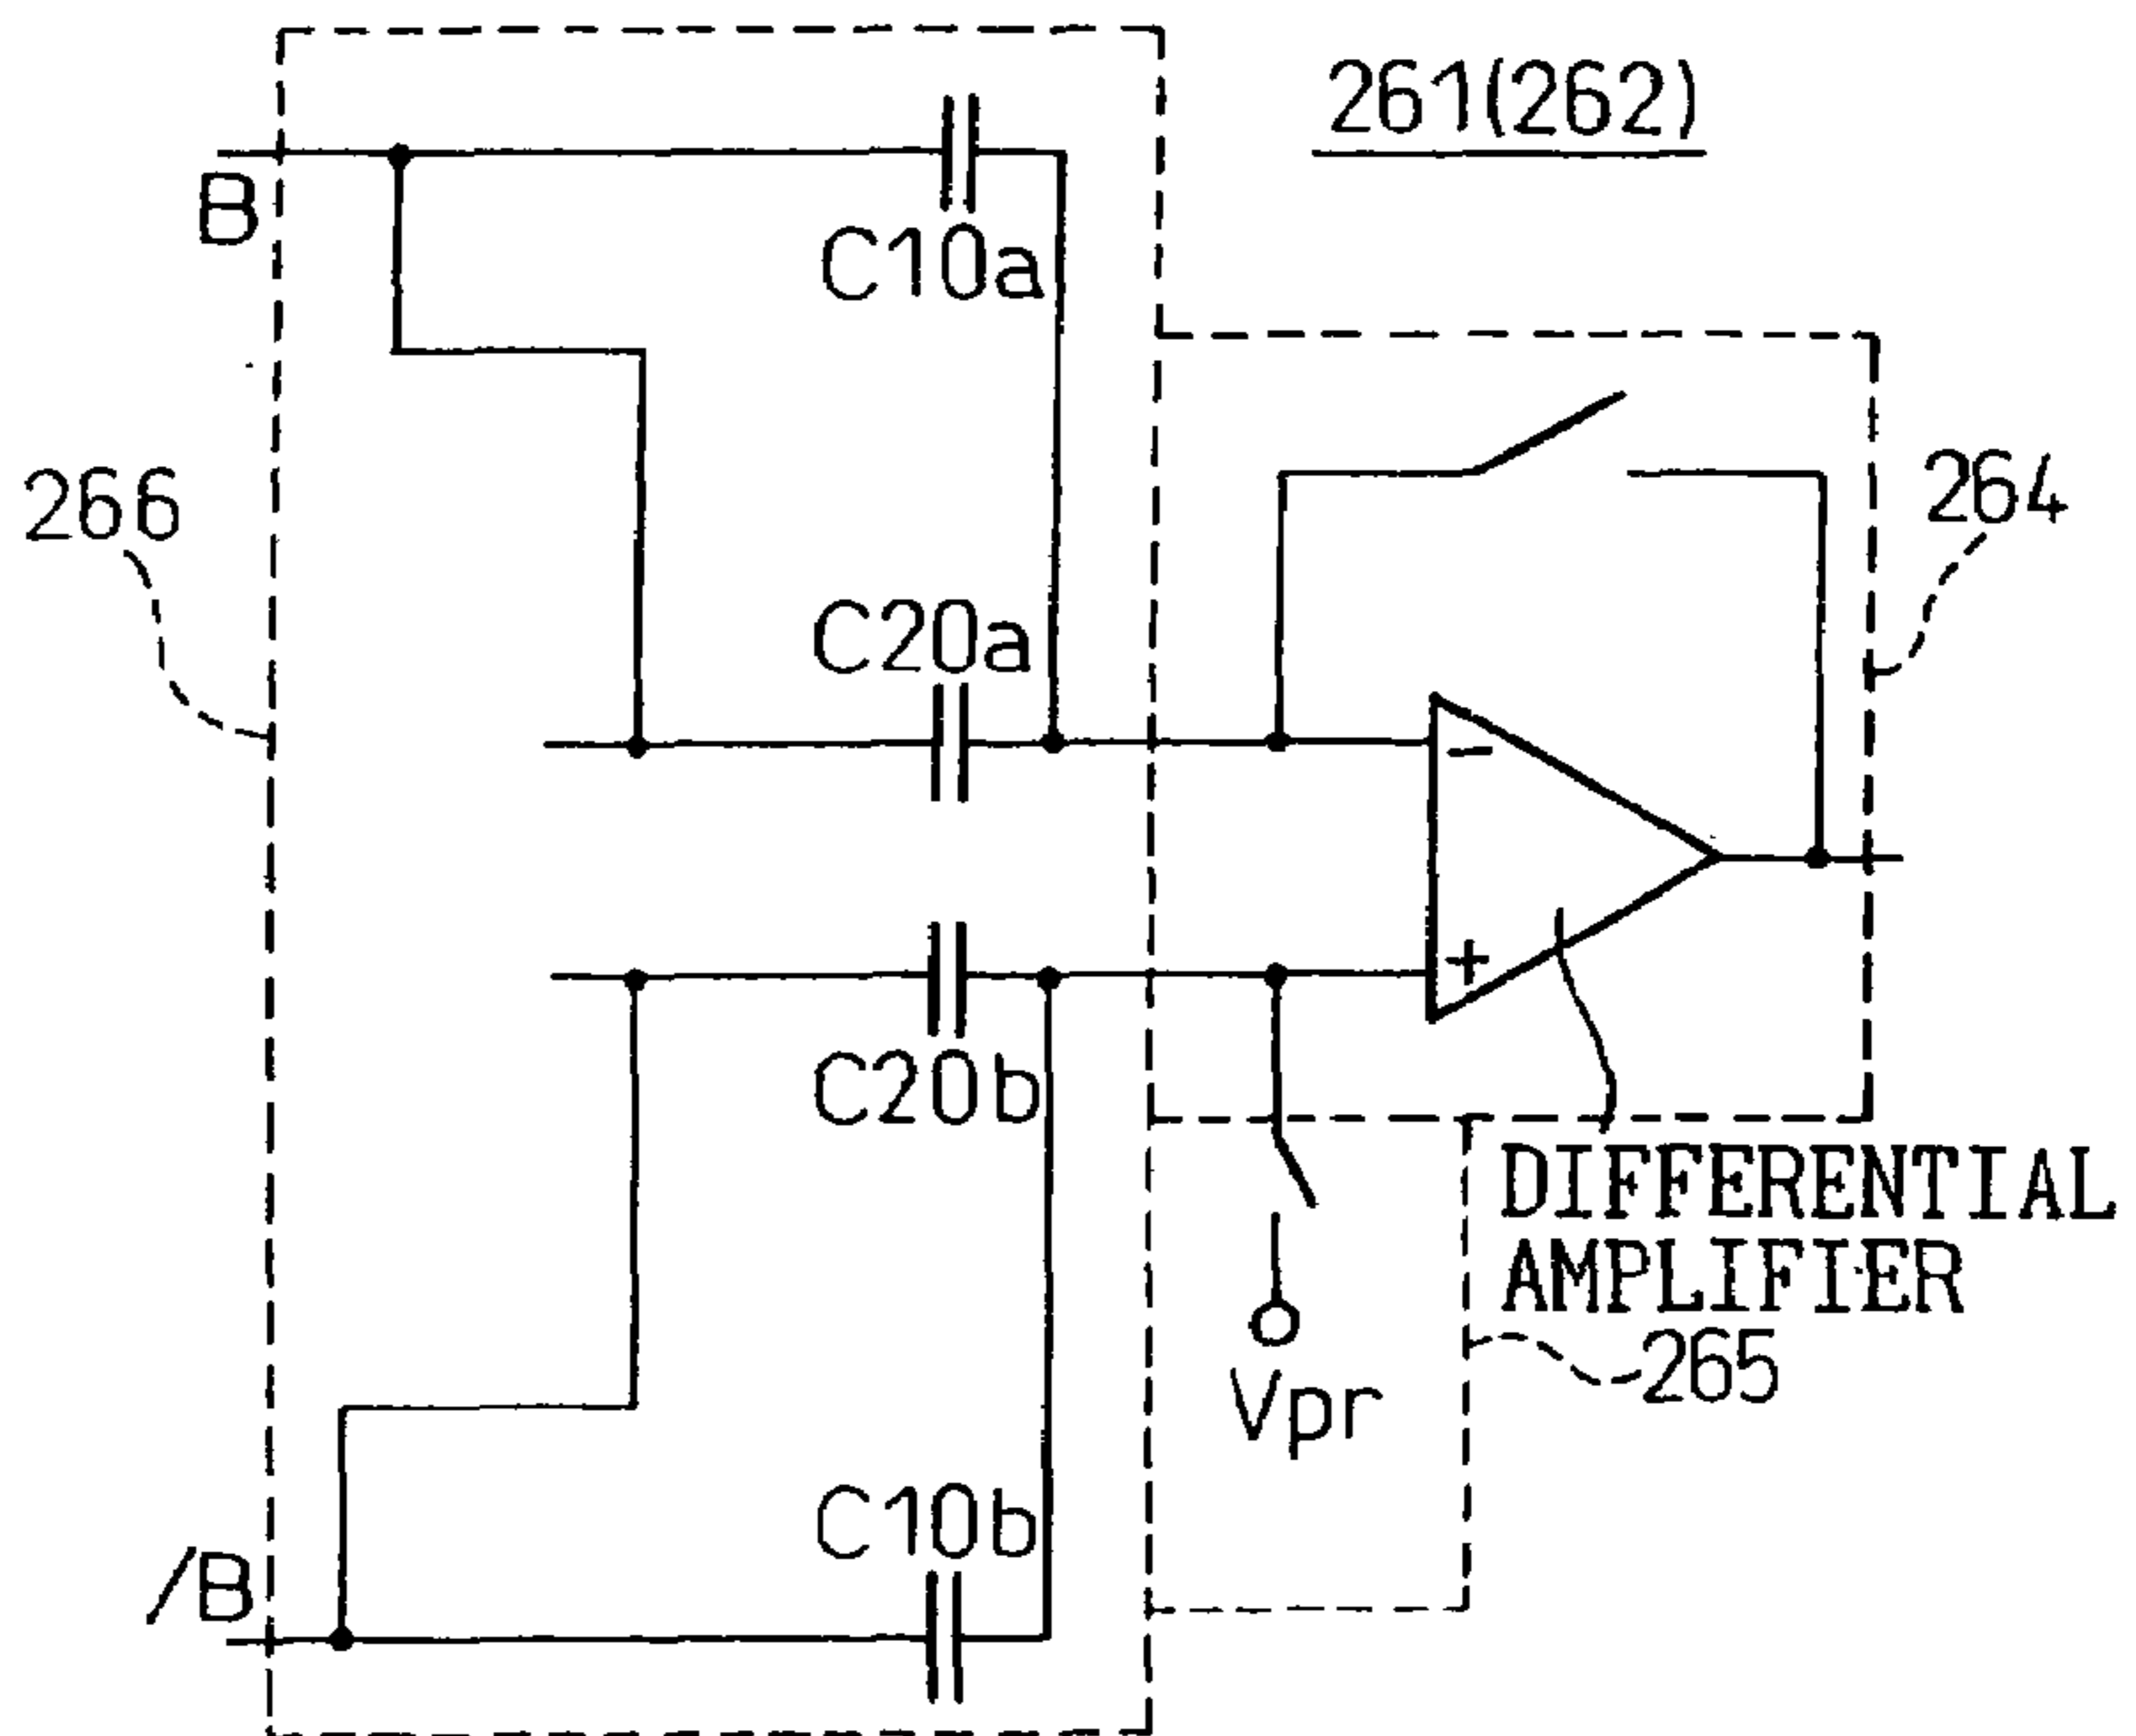 261(262)
B
C10a
266
264
C20a
-
+
C20b
DIFFERENTIAL
AMPLIFIER
265
Vpr
C10b
/B